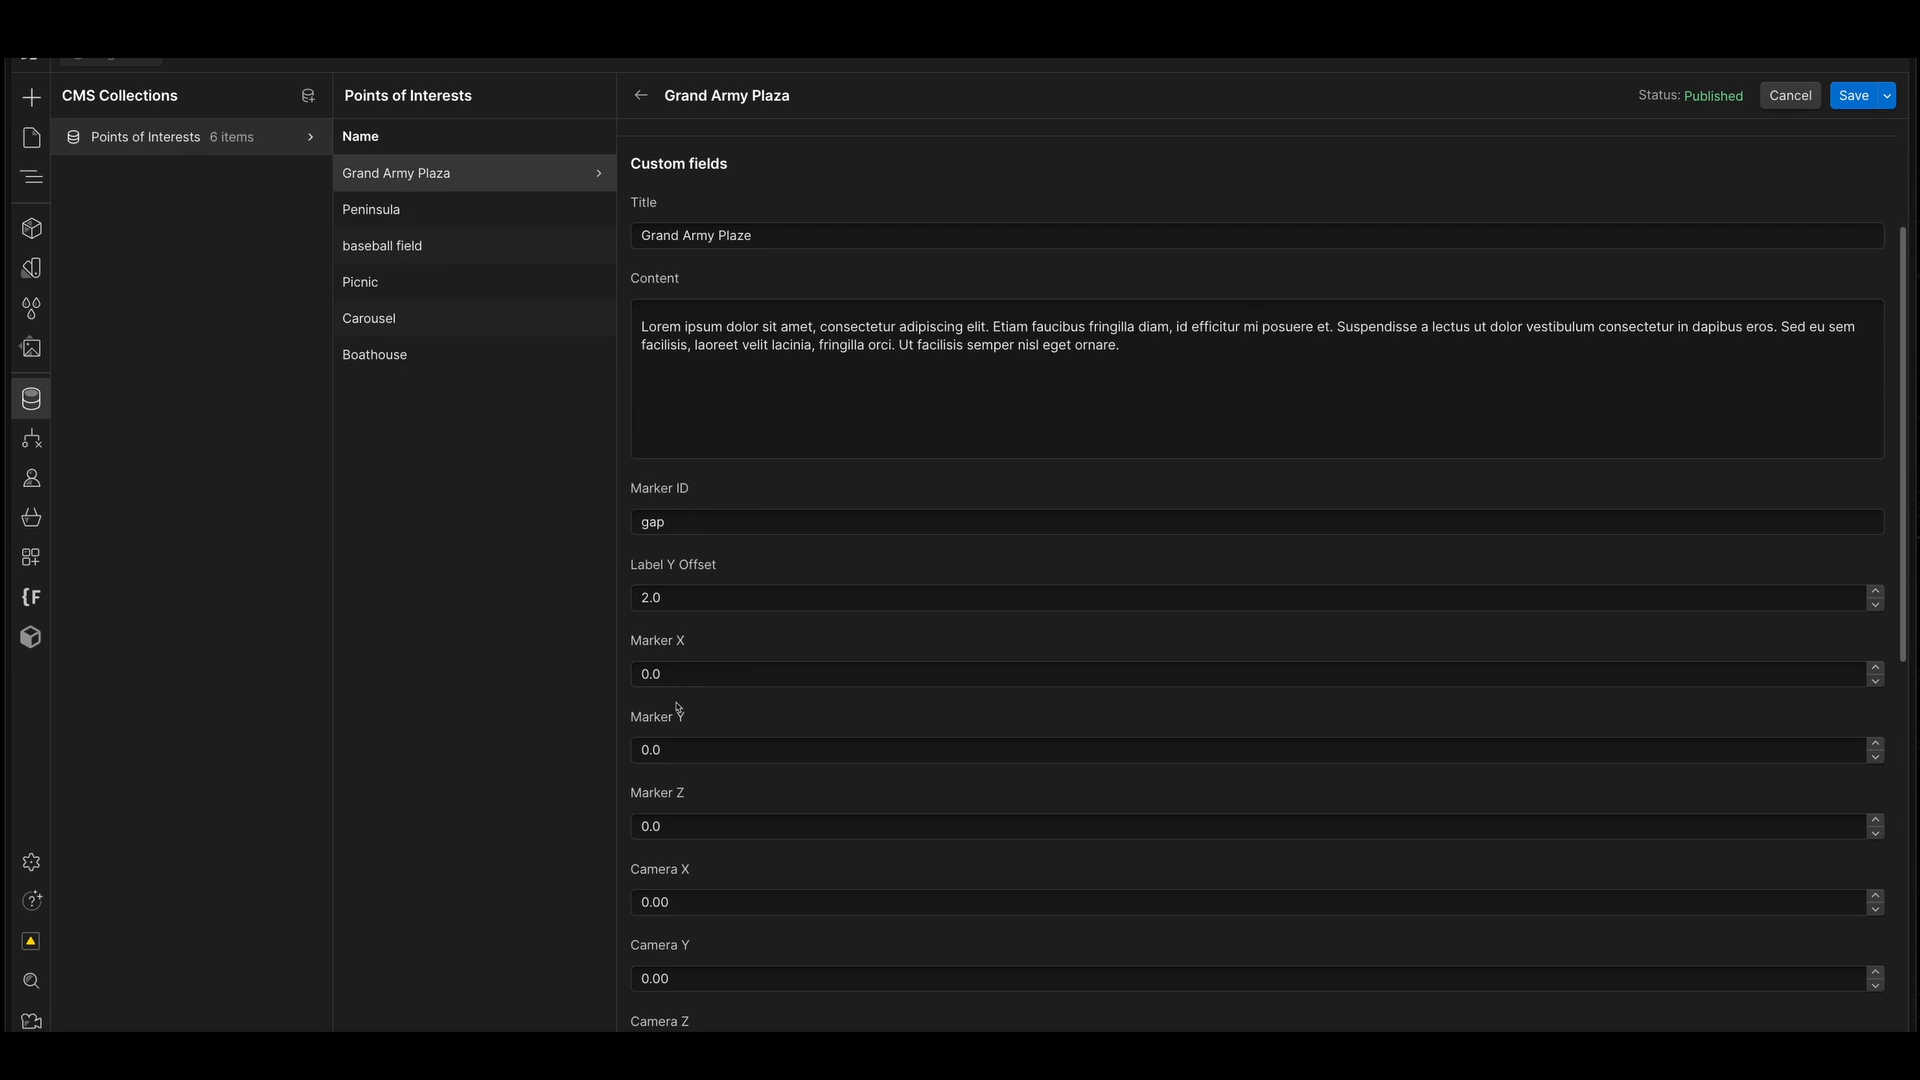 CMS Collections
Points of Interests 6 items
Points of Interests
Name
Grand Army Plaza
Peninsula
baseball field
Picnic
Carousel
Boathouse
Grand Army Plaza
Status: Published
Cancel
Save
Custom fields
Title
Grand Army Plaze
Content
Lorem ipsum dolor sit amet, consectetur adipiscing elit. Etiam faucibus fringilla diam, id efficitur mi posuere et. Suspendisse a lectus ut dolor vestibulum consectetur in dapibus eros. Sed eu sem
facilisis, laoreet velit lacinia, fringilla orci. Ut facilisis semper nisl eget ornare.
Marker ID
gap
Label Y Offset
2.0
Marker X
0.0
Marker Y
0.0
Marker Z
0.0
Camera X
0.00
Camera Y
0.00
Camera Z
{F